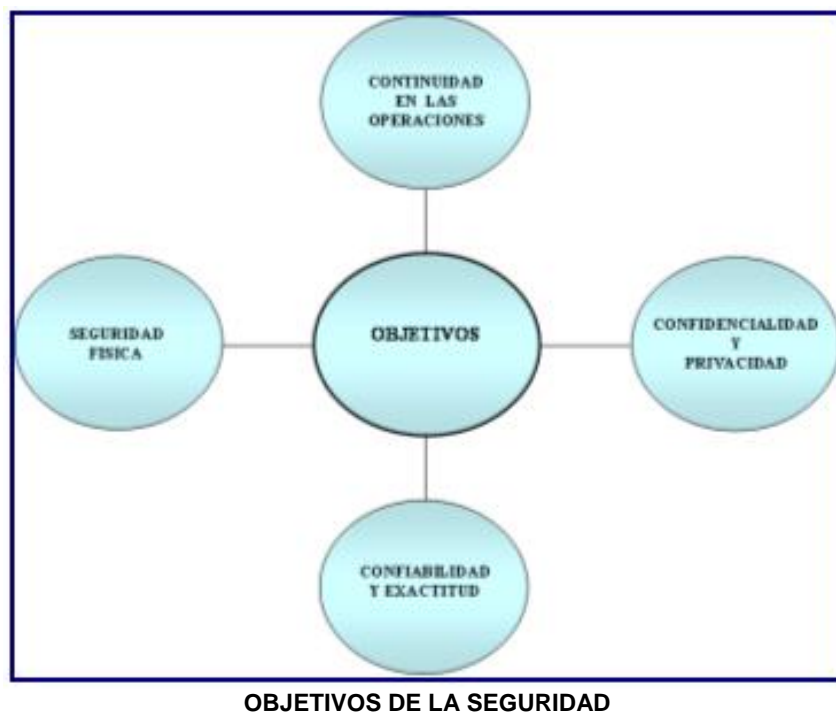 CONTINUIDAD
EN LAS
OPERACIONES
SEGURIDAD
FISICA
OBJETIVOS
CONFIDENCIALIDAD
Y
PRIVACIDAD
CONFIABILIDAD
Y EXACTITUD
OBJETIVOS DE LA SEGURIDAD